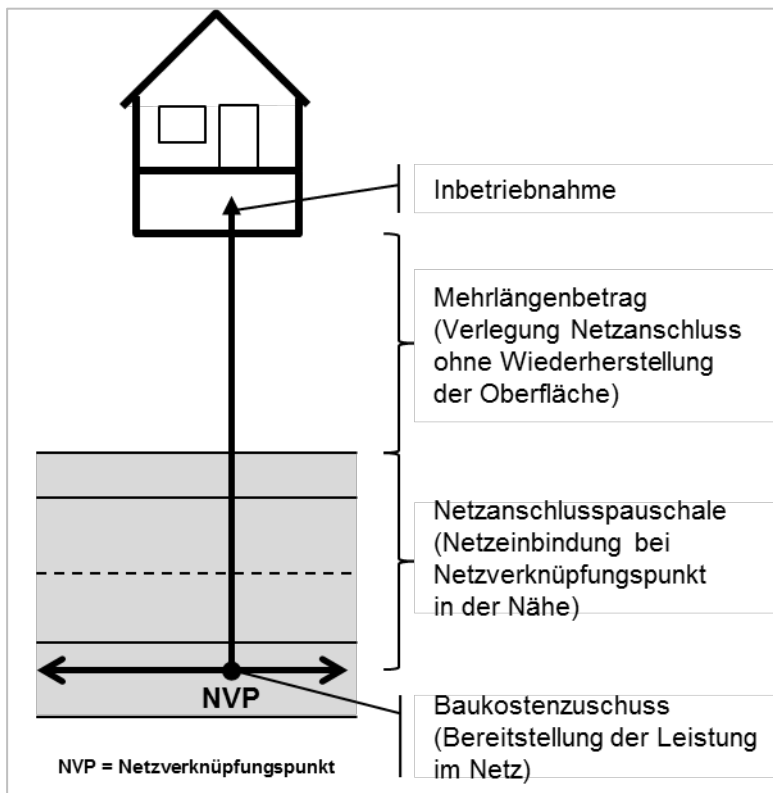 Inbetriebnahme
Mehrlängenbetrag
(Verlegung Netzanschluss
ohne Wiederherstellung
der Oberfläche)
Netzanschlusspauschale
(Netzeinbindung bei
Netzverknüpfungspunkt
in der Nähe)
NVP
Baukostenzuschuss
(Bereitstellung der Leistung
im Netz)
NVP = Netzverknüpfungspunkt